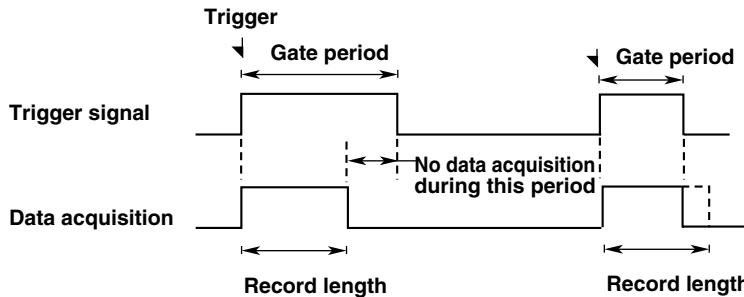 Trigger
Gate period
Gate period
Trigger signal
No data acquisition
during this period
Data acquisition
Record length
Record length